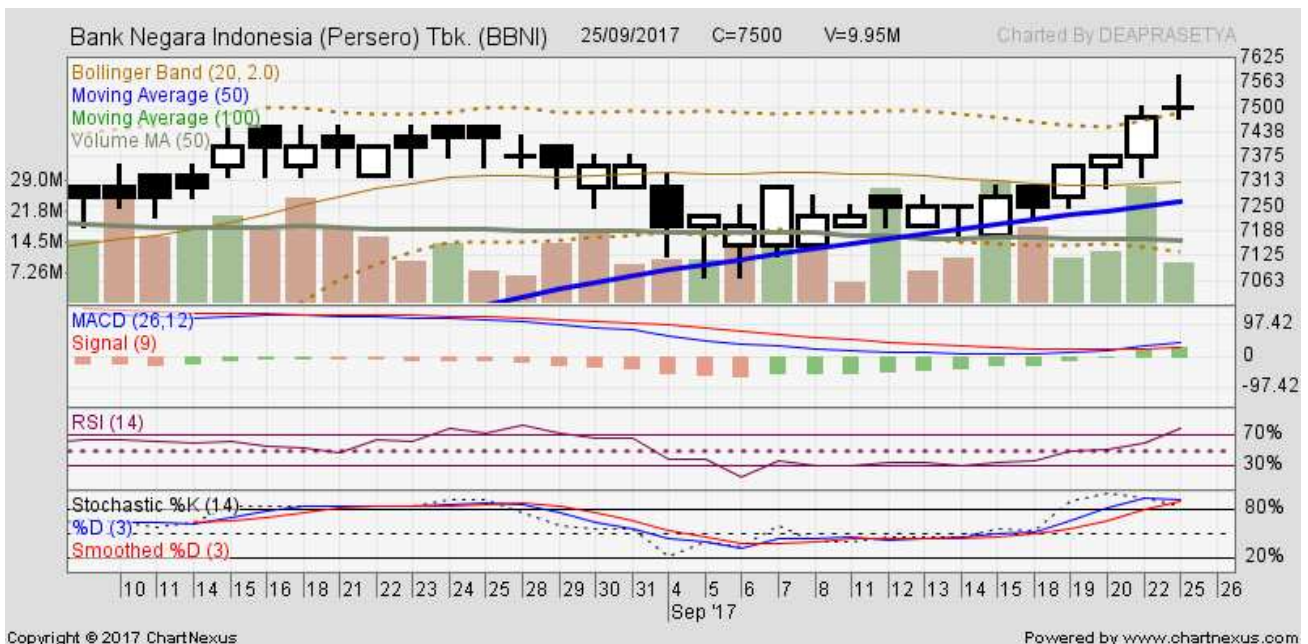 Bank Negara Indonesia (Persero) Tbk. (BBNI) 25/09/2017 C=7500 V=9.95M Charted By DEAPRASETYA
Bollinger Band (20, 2.0)
Moving Average (50)
Moving Average (100)
Volume MA (50)
29.0M
21.8M
14.5M
7.26M
7625
7563
7500
7438
7375
7313
7250
7188
7125
7063
MACD (26,12)
Signal (9)
97.42
0
-97.42
RSI (14)
70%
30%
Stochastic %K (14)
%D (3)
Smoothed %D (3)
80%
20%
10 11 14 15 16 18 21 22 23 24 25 28 29 30 31 4 5 6 7 8 11 12 13 14 15 18 19 20 22 25 26
Sep '17
Copyright © 2017 ChartNexus Powered by www.chartnexus.com